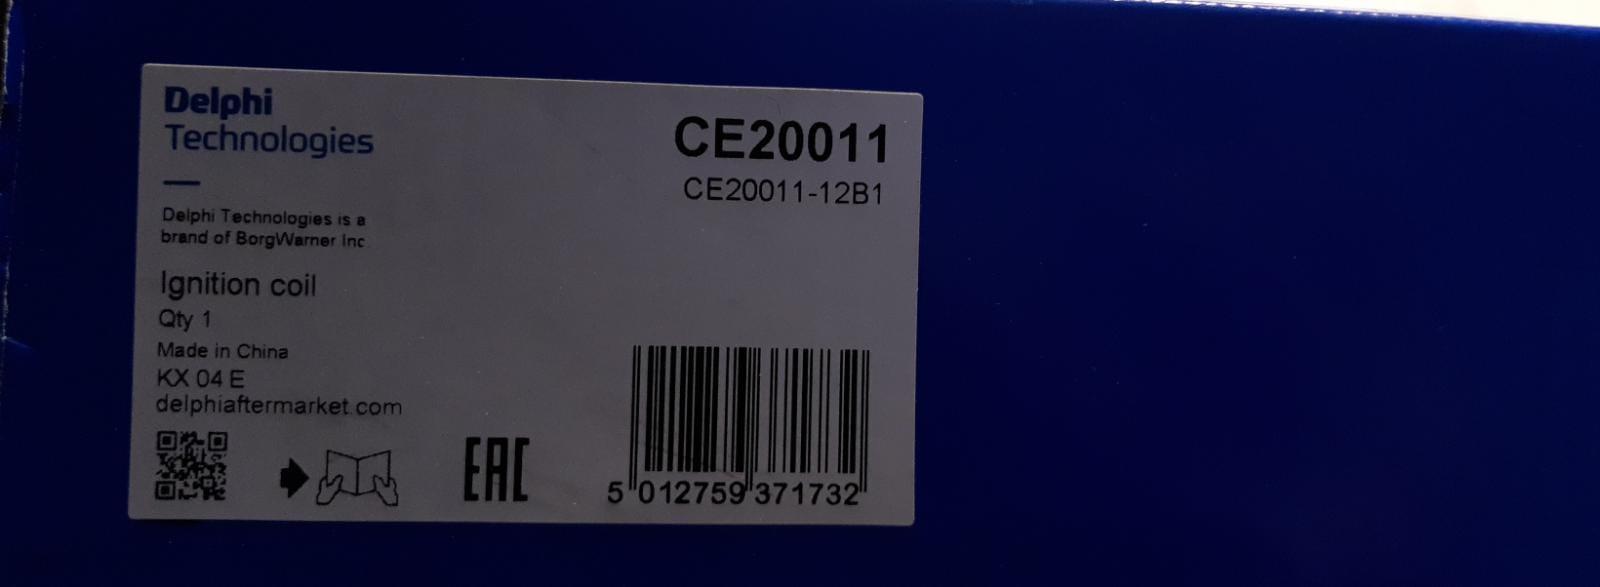 Delphi
Technologies
CE20011
CE20011-12B1
Delphi Technologies is a
brand of BorgWarner Inc
Ignition coil
Qty 1
Made in China
KX 04 E
delphiaftermarket.com
EAC
5 012759 371732